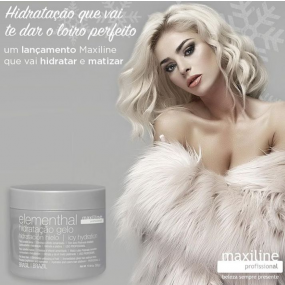 Hidratação que vai
te dar o loiro perfeito
um lançamento Maxiline
que vai hidratar e matizar
elementhal
hidratação gelo
maxiline
profissional
beleza sempre presente